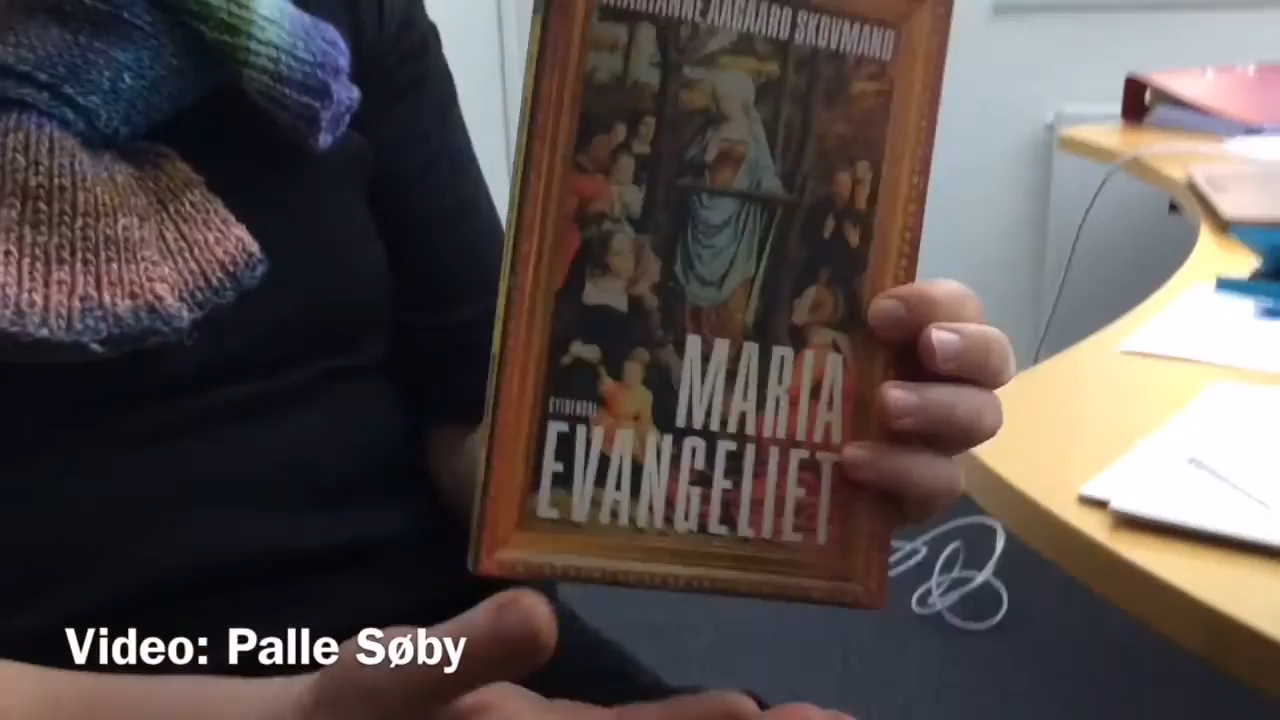 MARIANNE AAGAARD SKOVMAND
MARIA
GYLDENDAL
EVANGELIET
Video: Palle Søby